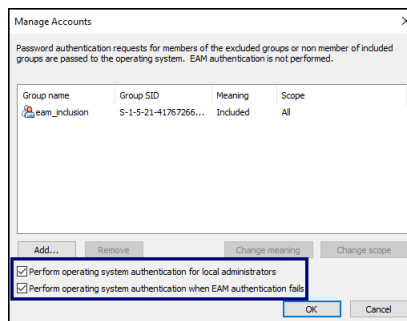 Manage Accounts
Password authentication requests for members of the excluded groups or non member of included
groups are passed to the operating system. EAM authentication is not performed.
Group name Group SID Meaning Scope
eam_inclusion S-1-5-21-41767266... Included All
Add... Remove Change meaning Change scope
Perform operating system authentication for local administrators
Perform operating system authentication when EAM authentication fails
OK Cancel